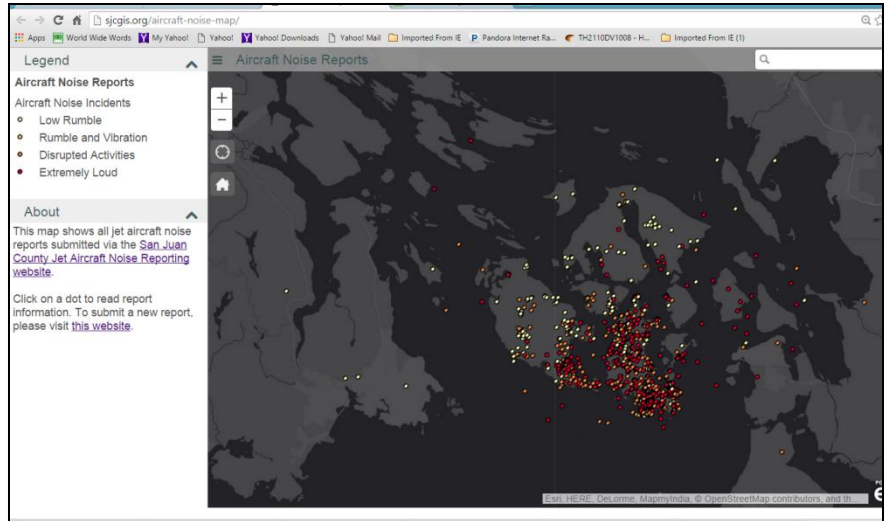 sjcgis.org/aircraft-noise-map/
Apps World Wide Words My Yahoo! Yahoo! Yahoo! Downloads Yahoo! Mail Imported From IE Pandora Internet Ra... TH2110DV1008 - H... Imported From IE (1)
Legend
Aircraft Noise Reports
Aircraft Noise Reports
Aircraft Noise Incidents
Low Rumble
Rumble and Vibration
Disrupted Activities
Extremely Loud
About
This map shows all jet aircraft noise
reports submitted via the San Juan
County Jet Aircraft Noise Reporting
website.
Click on a dot to read report
information. To submit a new report,
please visit this website.
Esri, HERE, DeLorme, MapmyIndia, © OpenStreetMap contributors, and th...